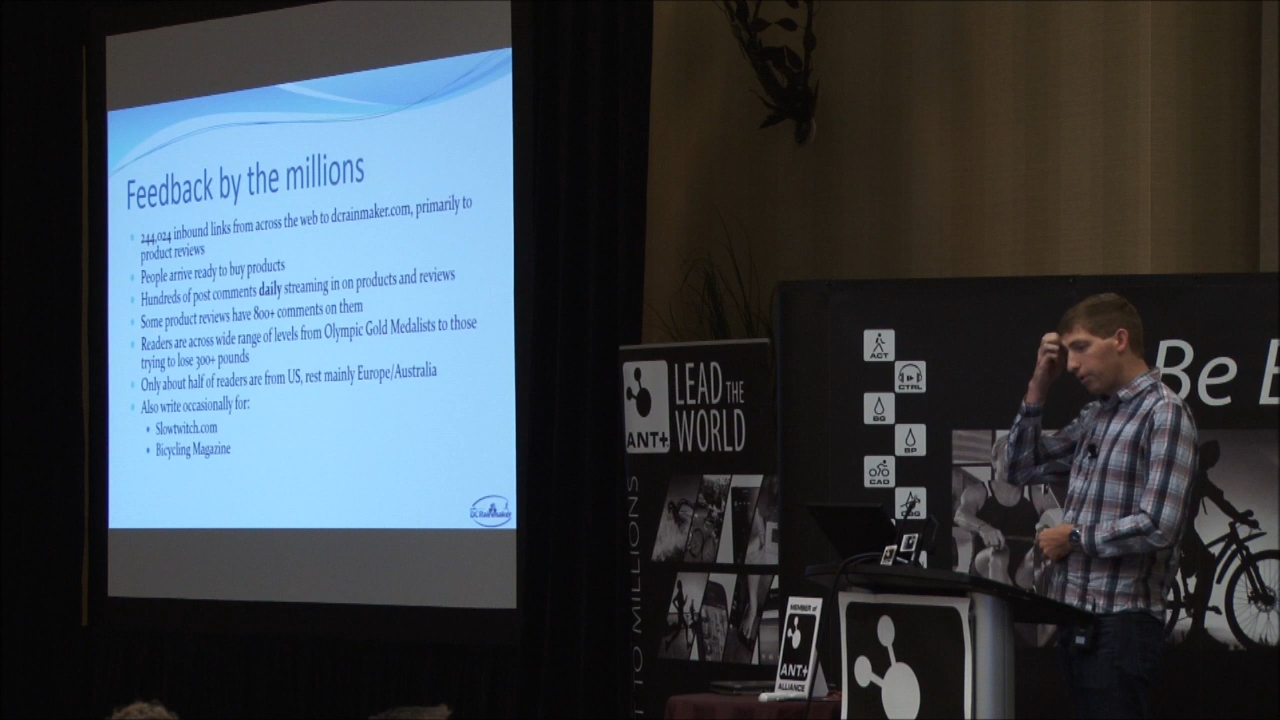 Feedback by the millions
244,024 inbound links from across the web to dcrainmaker.com, primarily to
product reviews
People arrive ready to buy products
Hundreds of post comments daily streaming in on products and reviews
Some product reviews have 800+ comments on them
Readers are across wide range of levels from Olympic Gold Medalists to those
trying to lose 300+ pounds
Only about half of readers are from US, rest mainly Europe/Australia
Also write occasionally for:
Slowtwitch.com
Bicycling Magazine
DC Rainmaker
LEAD THE
WORLD
ANT+
TO MILLIONS
ACT
CTRL
BG
BP
CAD
Be
MEMBER of
ANT+
ALLIANCE